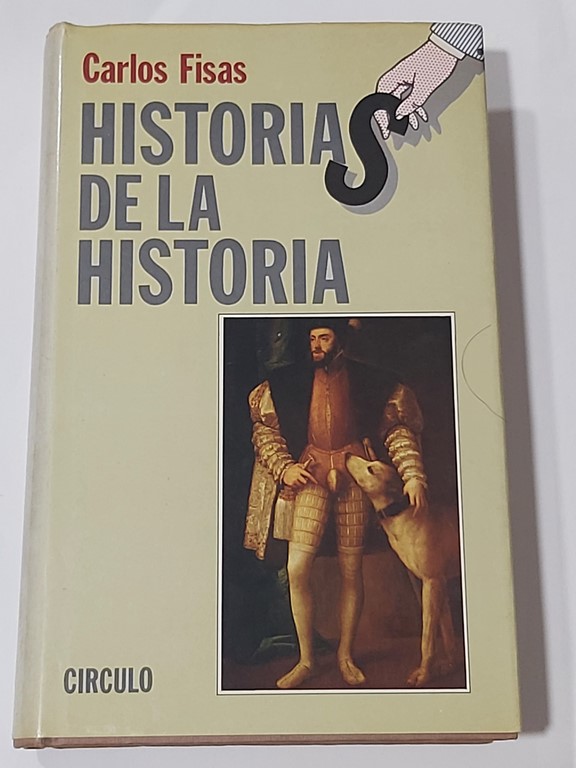 Carlos Fisas
HISTORIAS
DE LA
HISTORIA
CIRCULO